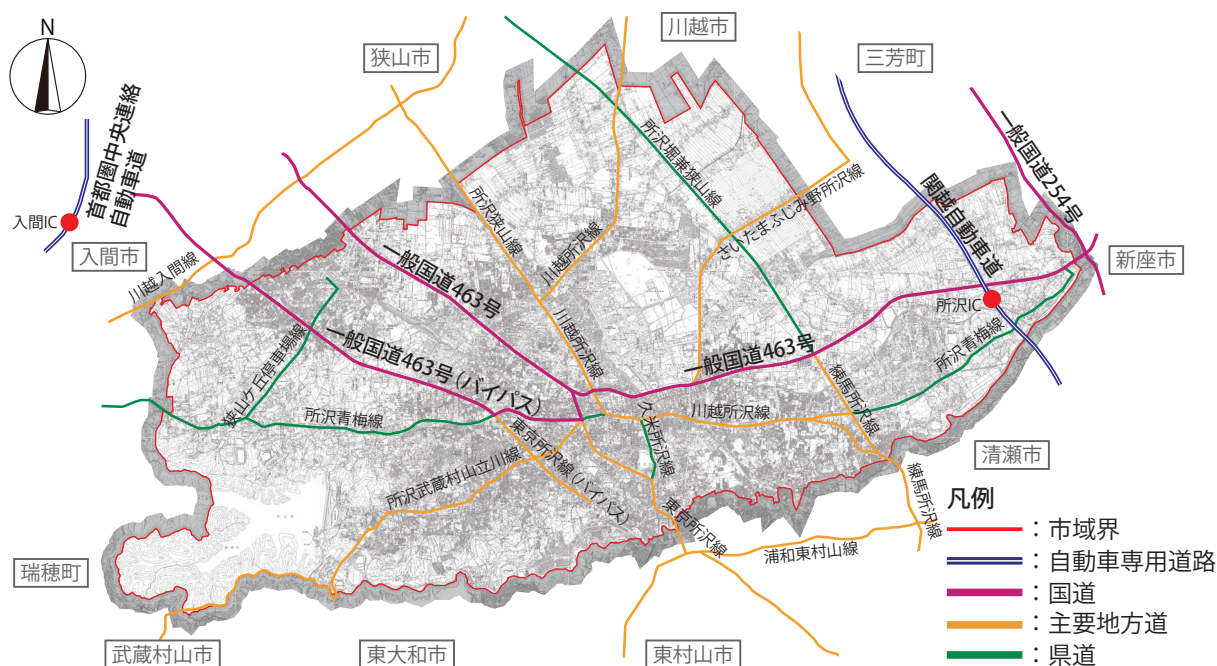 N
川越市
狭山市
三芳町
首都圏中央連絡
自動車道
一般国道254号
所沢堀兼狭山線
関越自動車道
さいたまふじみ野所沢線
所沢狭山線
川越所沢線
入間IC
入間市
新座市
川越入間線
一般国道463号
所沢IC
川越所沢線
一般国道463号
所沢青梅線
狭山ケ丘停車場線
一般国道463号(バイパス)
練馬所沢線
所沢青梅線
久米所沢線
川越所沢線
東京所沢線(バイパス)
所沢武蔵村山立川線
清瀬市
練馬所沢線
東京所沢線
浦和東村山線
瑞穂町
武蔵村山市
東大和市
東村山市
凡例
:市域界
:自動車専用道路
:国道
:主要地方道
:県道